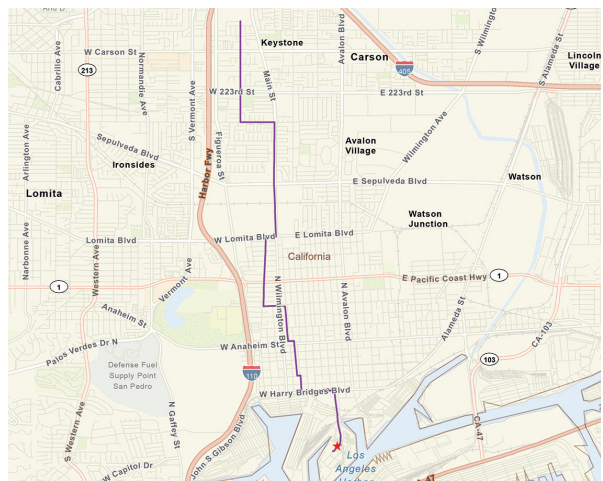 And D
Cabrillo Ave
W Carson St
213
Normandie Ave
S Vermont Ave
Keystone
Main St
Avalon Blvd
Carson
405
S Wilmington
S Alameda St
Lincoln
Village
W 223rd St
E 223rd St
Arlington Ave
Sepulveda Blvd
Ironsides
Harbor Fwy
Figueroa St
Avalon
Village
Wilmington Ave
Lomita
E Sepulveda Blvd
Watson
Watson
Junction
Narbonne Ave
Lomita Blvd
W Lomita Blvd
E Lomita Blvd
California
Western Ave
Vermont Ave
1
E Pacific Coast Hwy
1
Anaheim St
N Wilmington Blvd
N Avalon Blvd
Alameda St
CA-103
Palos Verdes Dr N
W Anaheim St
103
Defense Fuel
Supply Point
San Pedro
110
W Harry Bridges Blvd
S Western Ave
N Gaffey St
John S Gibson Blvd
CA-47
W Capitol Dr
Los
Angeles
47